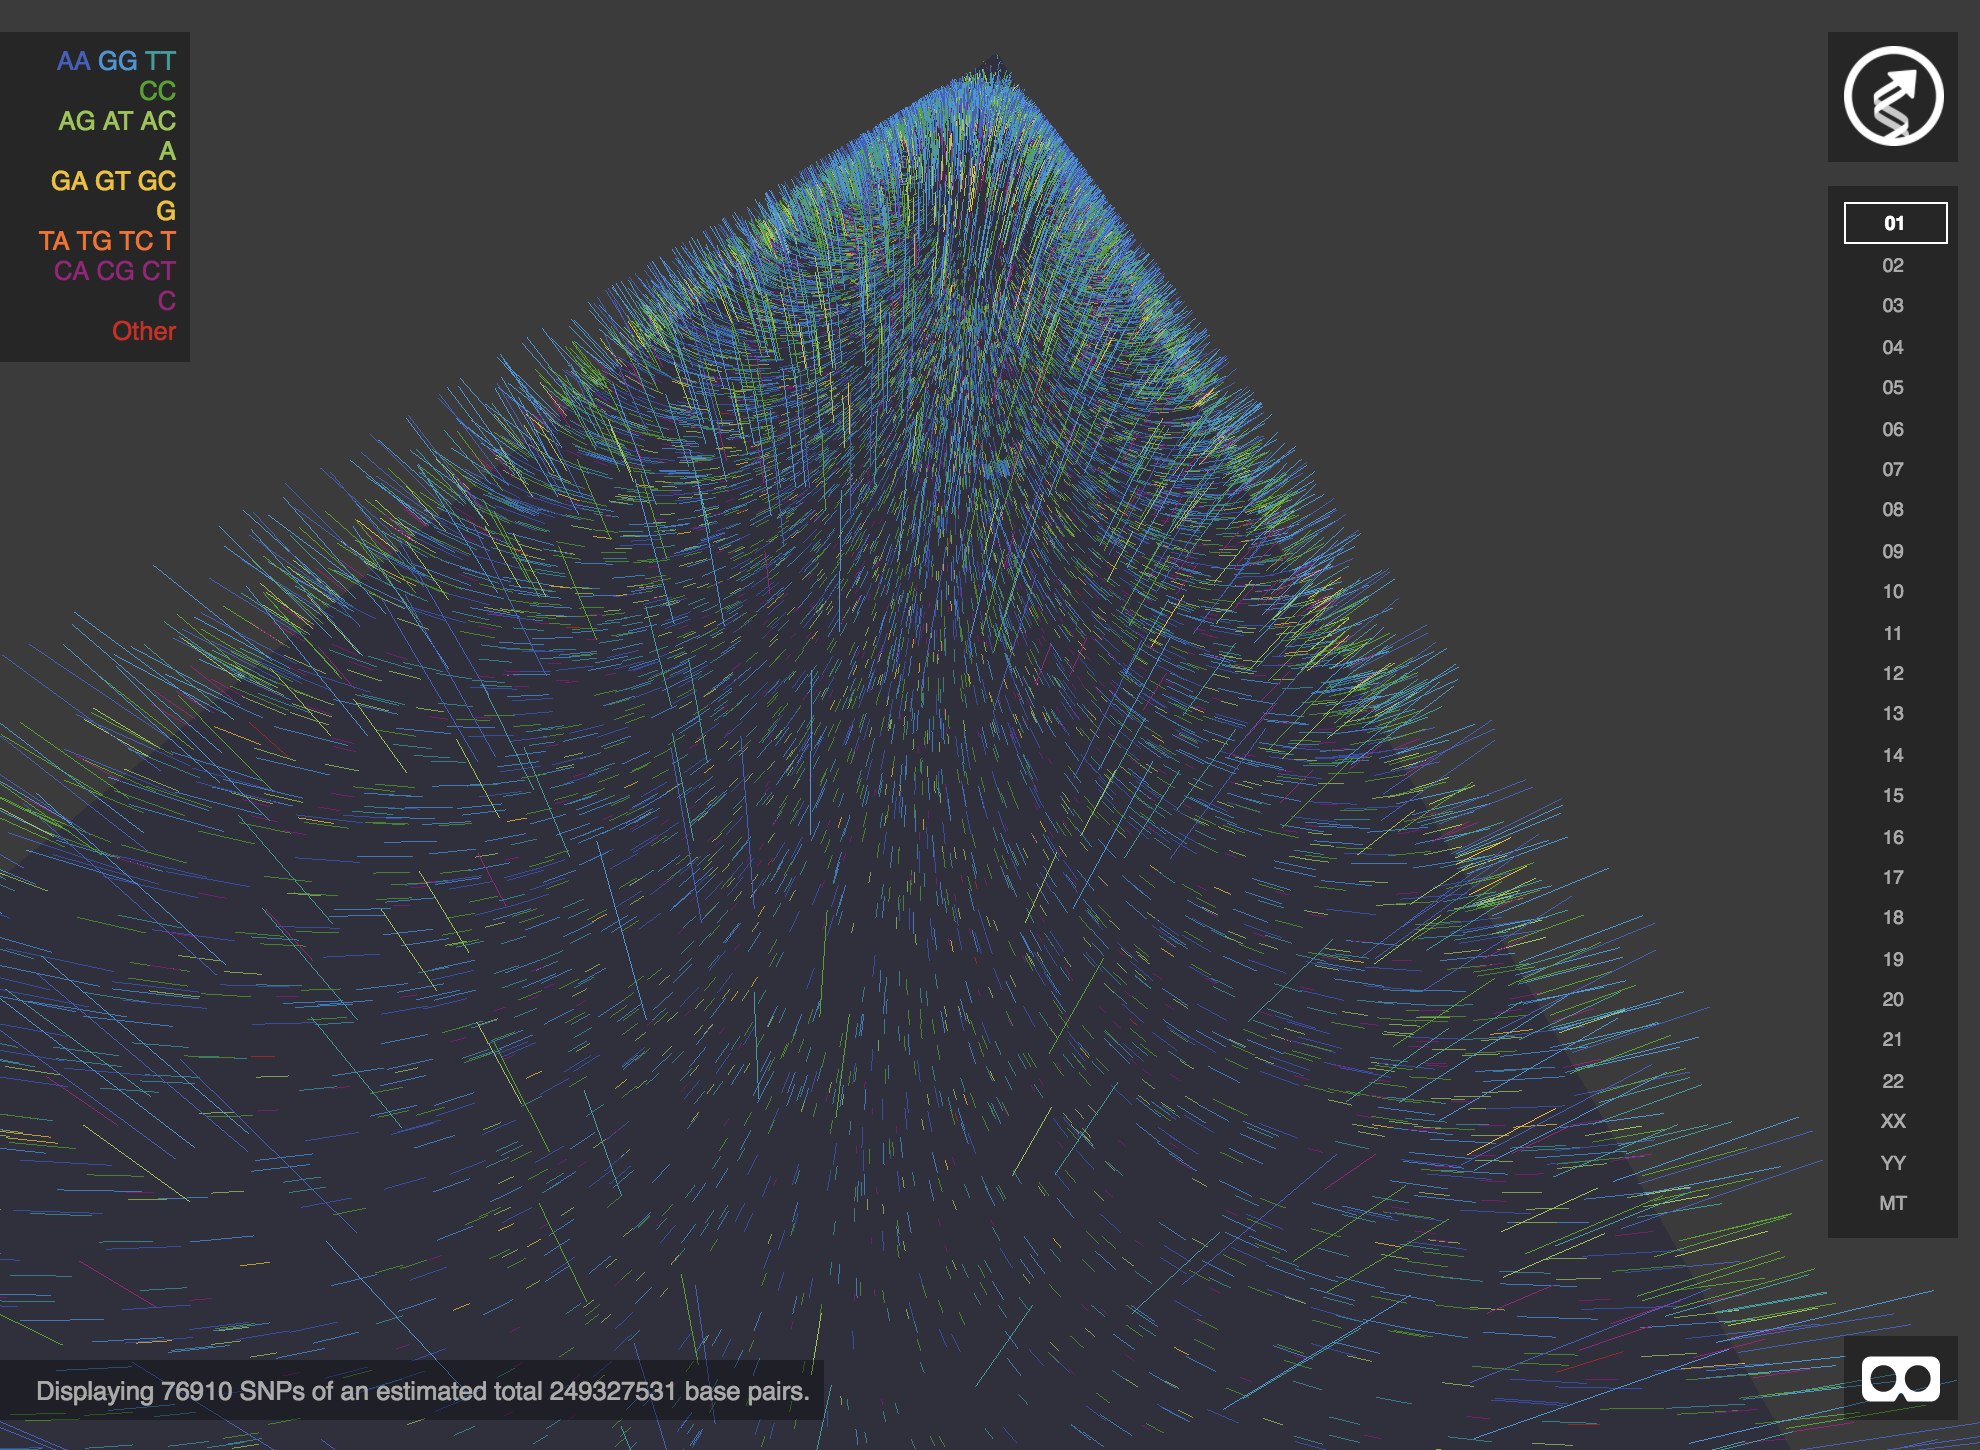 AA GG TT
CC
AG AT AC
A
GA GT GC
G
TA TG TC T
CA CG CT
C
Other
01
02
03
04
05
06
07
08
09
10
11
12
13
14
15
16
17
18
19
20
21
22
XX
YY
MT
Displaying 76910 SNPs of an estimated total 249327531 base pairs.